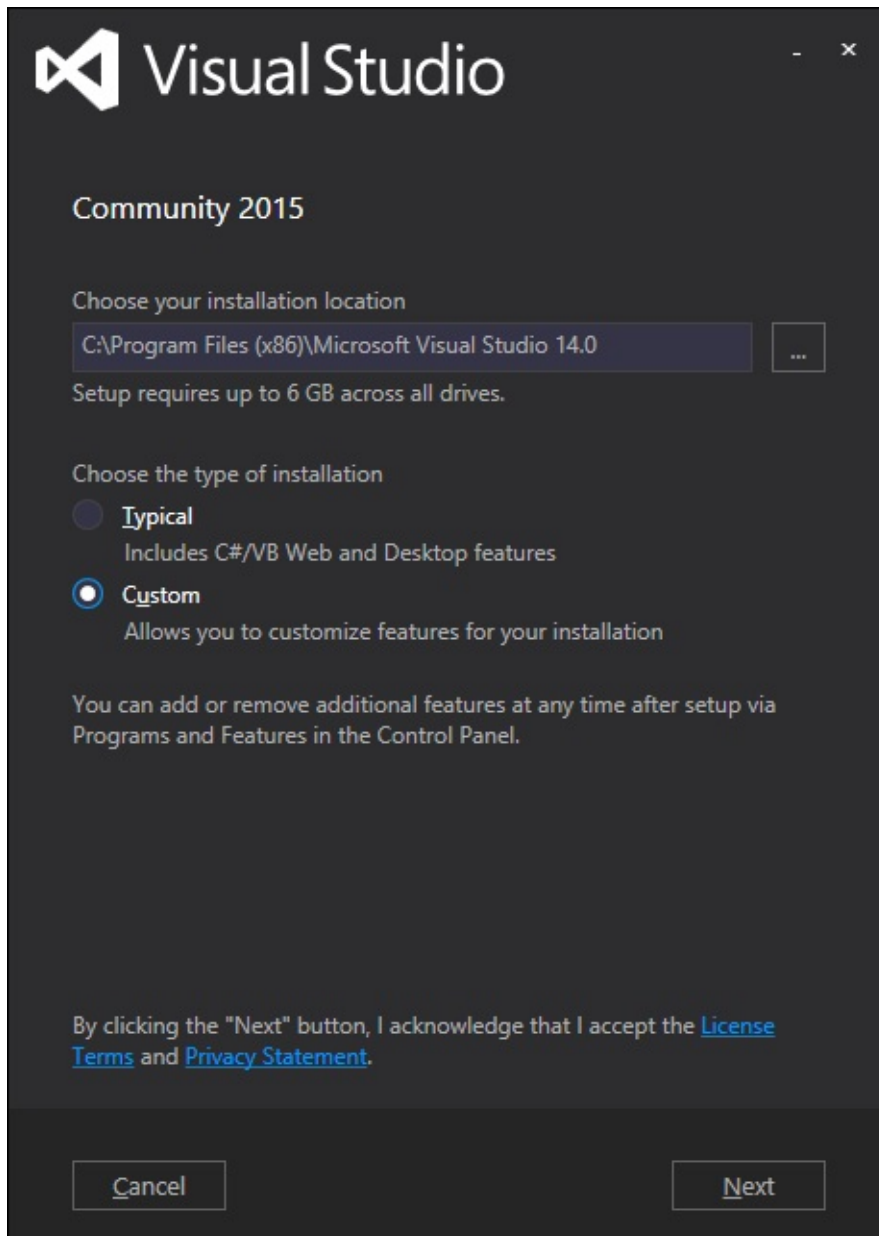 Visual Studio
Community 2015
Choose your installation location
C:\Program Files (x86)\Microsoft Visual Studio 14.0
...
Setup requires up to 6 GB across all drives.
Choose the type of installation
Typical
Includes C#/VB Web and Desktop features
Custom
Allows you to customize features for your installation
You can add or remove additional features at any time after setup via
Programs and Features in the Control Panel.
By clicking the "Next" button, I acknowledge that I accept the License
Terms and Privacy Statement.
Cancel
Next